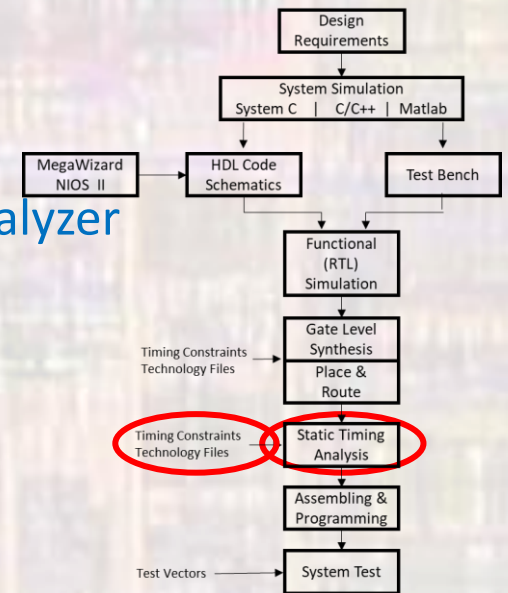 Design
Requirements
System Simulation
System C | C/C++ | Matlab
MegaWizard
NIOS II
HDL Code
Schematics
Test Bench
alyzer
Functional
(RTL)
Simulation
Gate Level
Synthesis
Timing Constraints
Technology Files
Place &
Route
Timing Constraints
Technology Files
Static Timing
Analysis
Assembling &
Programming
Test Vectors
System Test